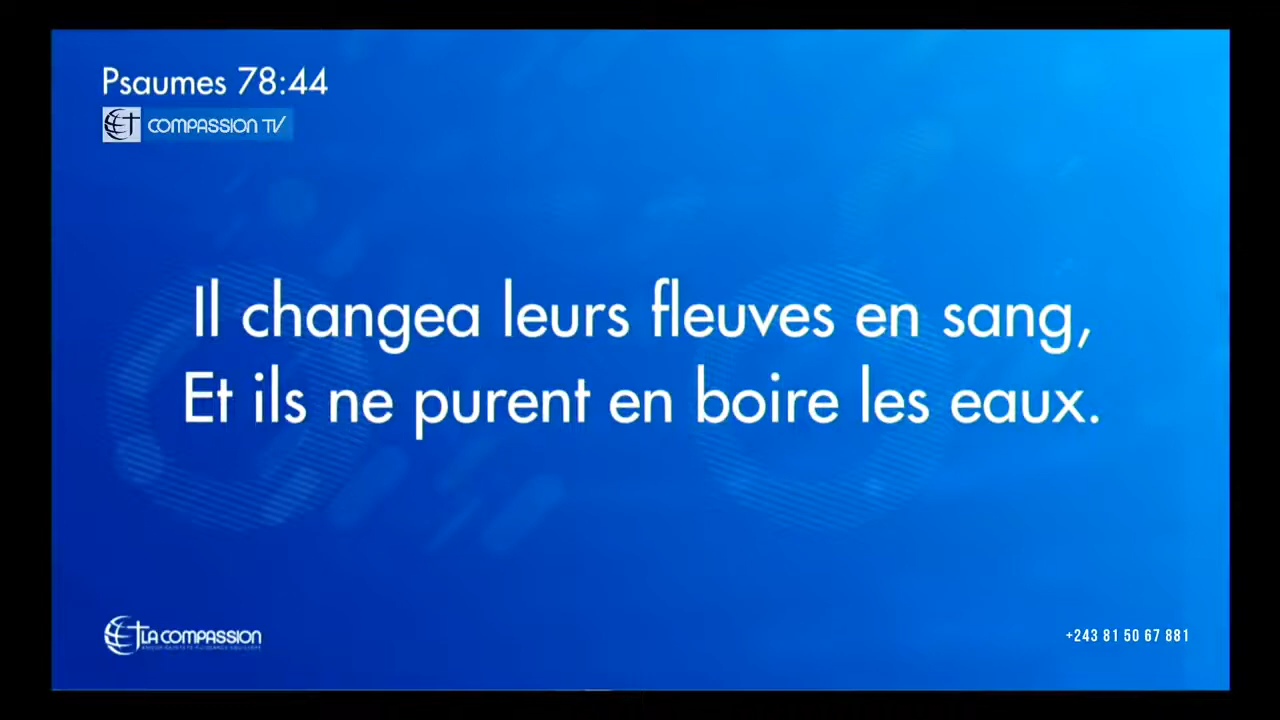 Psaumes 78:44
COMPASSION TV
Il changea leurs fleuves en sang,
Et ils ne purent en boire les eaux.
LA COMPASSION
+243 81 50 67 881